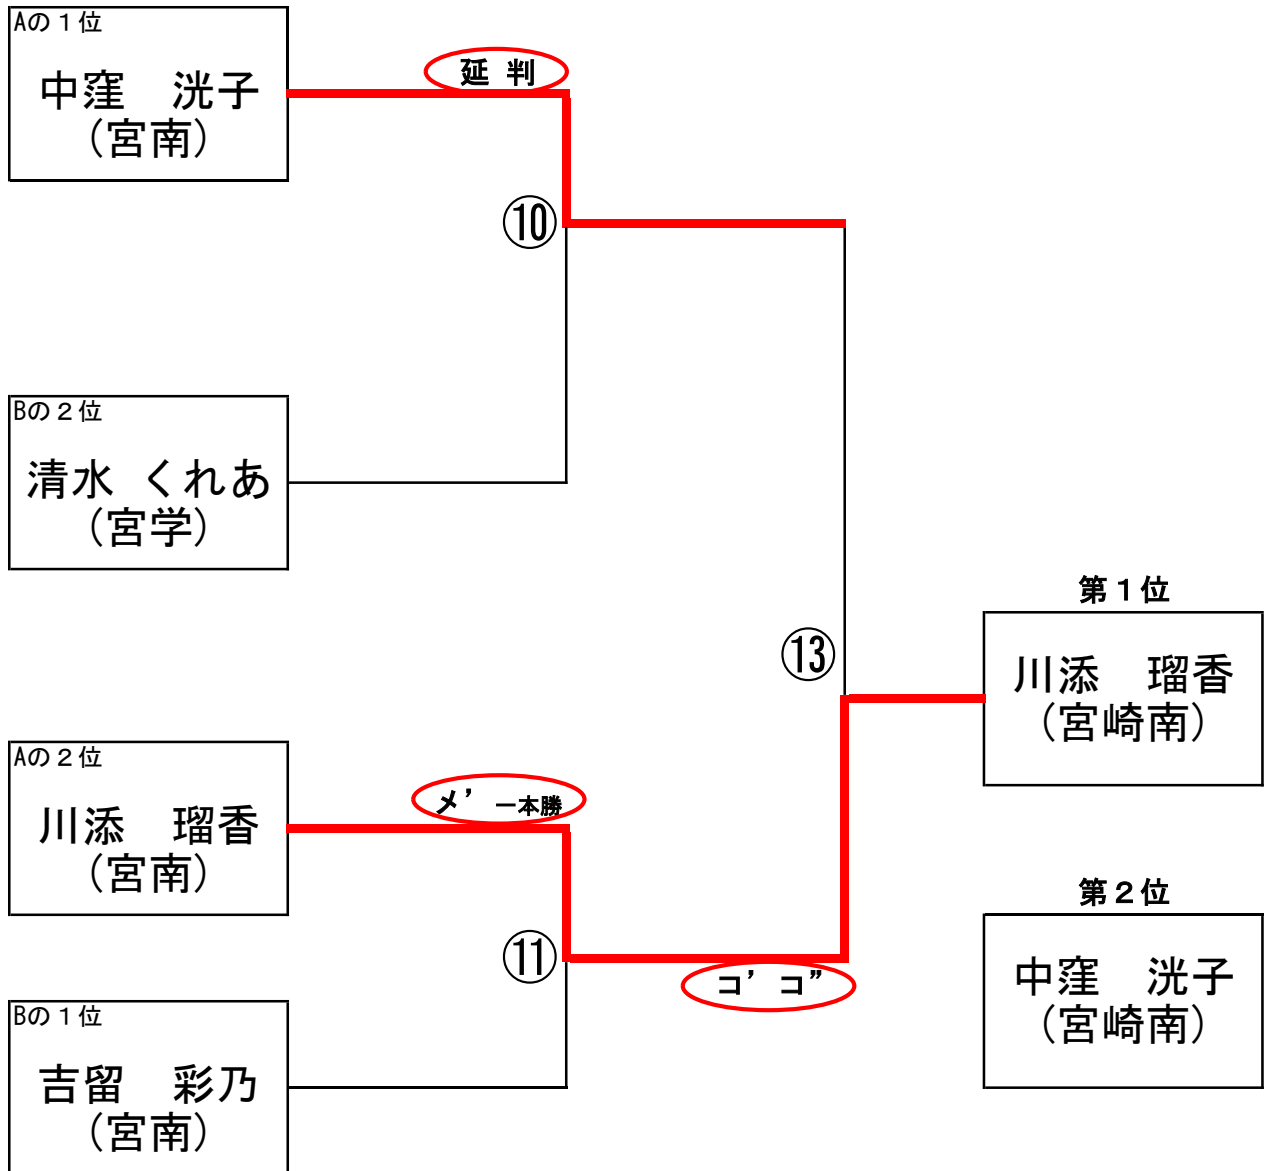 Aの１位
中窪　洸子
(宮南)
延 判
⑩
Bの２位
清水 くれあ
(宮学)
第１位
川添　瑠香
(宮崎南)
⑬
Aの２位
川添　瑠香
(宮南)
メ’ 一本勝
⑪
コ’ コ”
第２位
中窪　洸子
(宮崎南)
Bの１位
吉留　彩乃
(宮南)